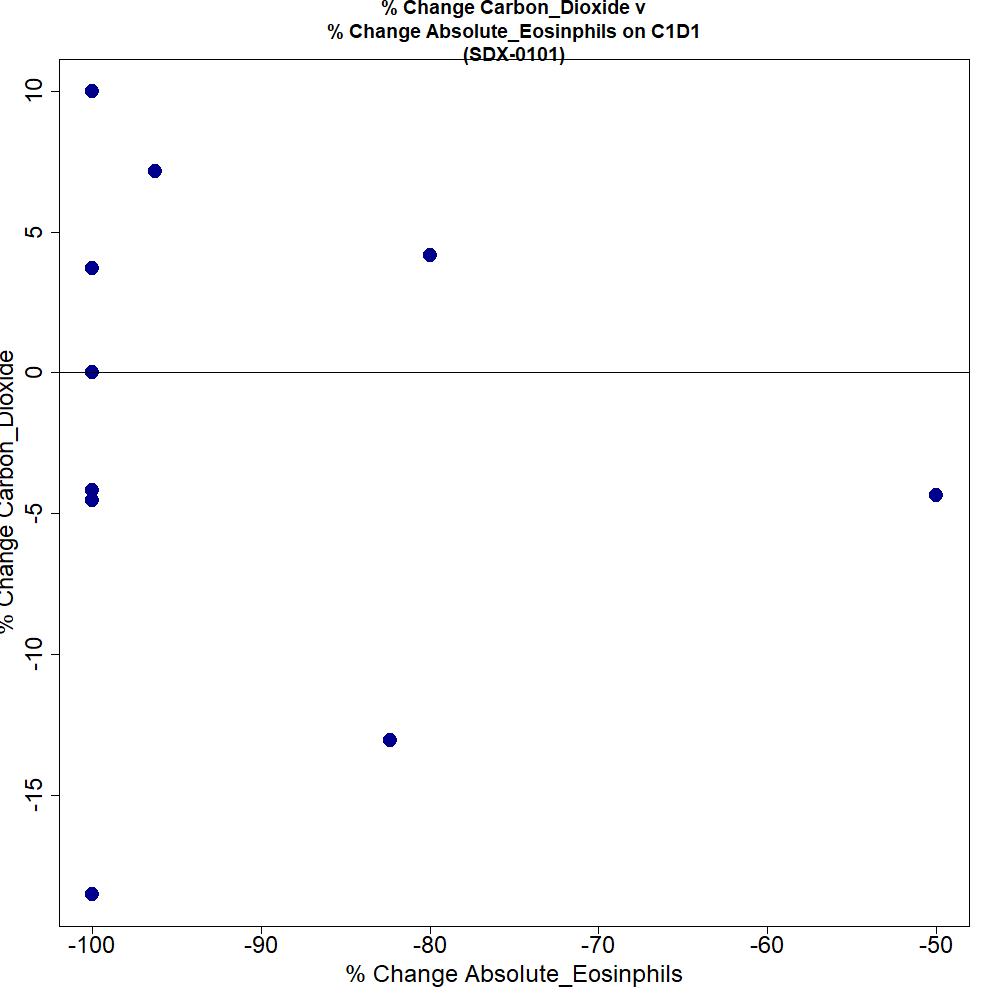 % Change Carbon_Dioxide v
% Change Absolute_Eosinphils on C1D1
(SDX-0101)
% Change Carbon_Dioxide
10
5
0
-5
-10
-15
-100
-90
-80
-70
-60
-50
% Change Absolute_Eosinphils